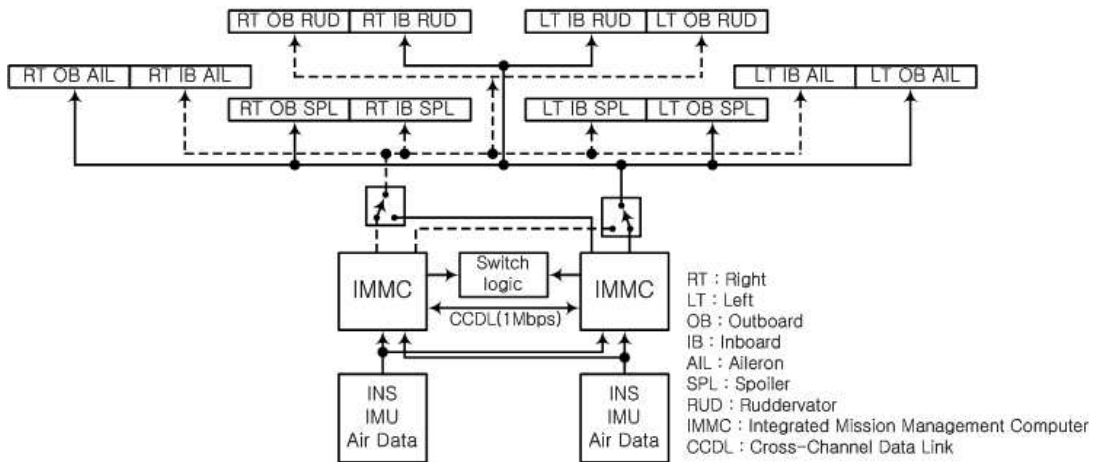 RT OB RUD RT IB RUD LT IB RUD LT OB RUD
RT OB AIL RT IB AIL LT IB AIL LT OB AIL
RT OB SPL RT IB SPL LT IB SPL LT OB SPL
IMMC
Switch
logic
IMMC
CCDL(1Mbps)
INS
IMU
Air Data
INS
IMU
Air Data
RT : Right
LT : Left
OB : Outboard
IB : Inboard
AIL : Aileron
SPL : Spoiler
RUD : Ruddervator
IMMC : Integrated Mission Management Computer
CCDL : Cross-Channel Data Link